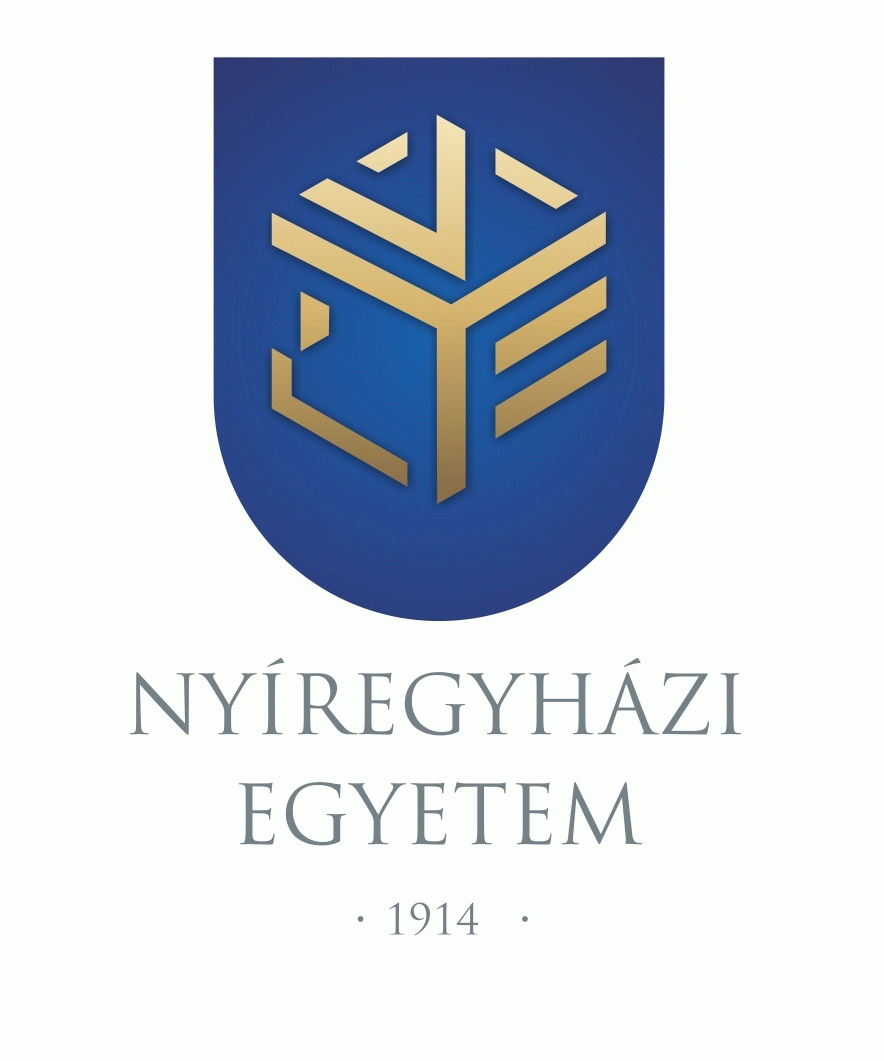 NYÍREGYHÁZI
EGYETEM
· 1914 ·